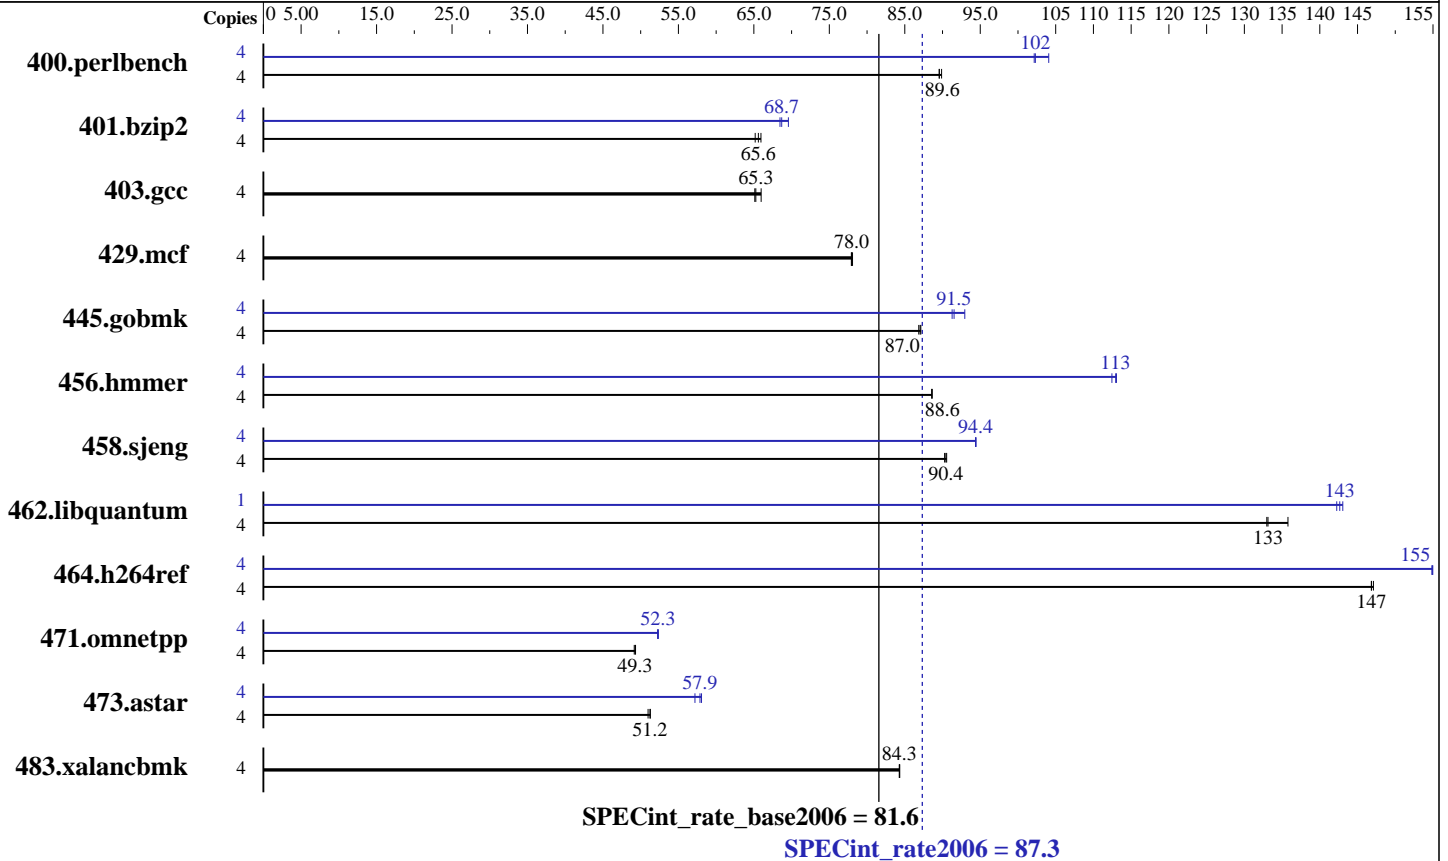 Copies 0 5.00 15.0 25.0 35.0 45.0 55.0 65.0 75.0 85.0 95.0 105 110 115 120 125 130 135 140 145 155
400.perlbench 4 102
4 89.6
401.bzip2 4 68.7
4 65.6
403.gcc 4 65.3
429.mcf 4 78.0
445.gobmk 4 91.5
4 87.0
456.hmmer 4 113
4 88.6
458.sjeng 4 94.4
4 90.4
462.libquantum 1 143
4 133
464.h264ref 4 155
4 147
471.omnetpp 4 52.3
4 49.3
473.astar 4 57.9
4 51.2
483.xalancbmk 4 84.3
SPECint_rate_base2006 = 81.6
SPECint_rate2006 = 87.3